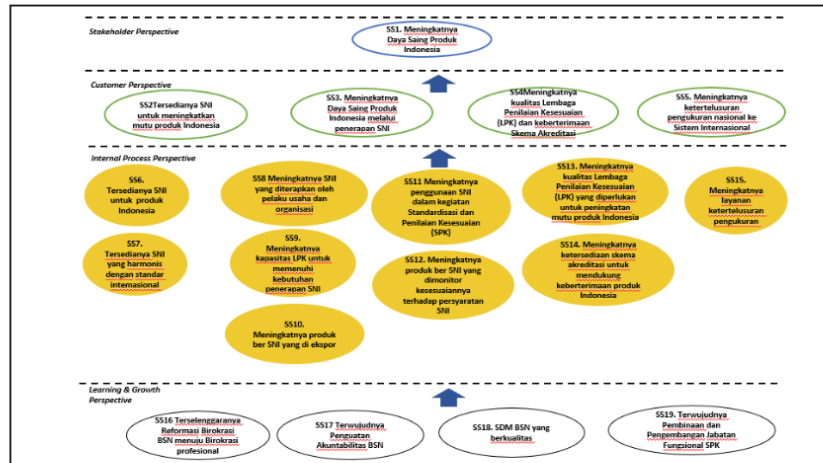 Stakeholder Perspective
SS1. Meningkatnya
Daya Saing Produk
Indonesia
Customer Perspective
SS2Tersedianya SNI
untuk meningkatkan
mutu produk Indonesia
SS3. Meningkatnya
Daya Saing Produk
Indonesia melalui
penerapan SNI
SS4Meningkatnya
kualitas Lembaga
Penilaian Kesesuaian
(LPK) dan keberterimaan
Skema Akreditasi
SS5. Meningkatnya
ketertelusuran
pengukuran nasional ke
Sistem Internasional
Internal Process Perspective
SS6.
Tersedianya SNI
untuk produk
Indonesia
SS8 Meningkatnya SNI
yang diterapkan oleh
pelaku usaha dan
organisasi
SS11 Meningkatnya
penggunaan SNI
dalam kegiatan
Standardisasi dan
Penilaian Kesesuaian
(SPK)
SS13. Meningkatnya
kualitas Lembaga
Penilaian Kesesuaian
(LPK) yang diperlukan
untuk peningkatan
mutu produk Indonesia
SS15.
Meningkatnya
layanan
ketertelusuran
pengukuran
SS7.
Tersedianya SNI
yang harmonis
dengan standar
internasional
SS9.
Meningkatnya
kapasitas LPK untuk
memenuhi
kebutuhan
penerapan SNI
SS12. Meningkatnya
produk ber SNI yang
dimonitor
kesesuaiannya
terhadap persyaratan
SNI
SS14. Meningkatnya
ketersediaan skema
akreditasi untuk
mendukung
keberterimaan produk
Indonesia
SS10.
Meningkatnya produk
ber SNI yang di ekspor
Learning & Growth
Perspective
SS16 Terselenggaranya
Reformasi Birokrasi
BSN menuju Birokrasi
profesional
SS17 Terwujudnya
Penguatan
Akuntabilitas BSN
SS18. SDM BSN yang
berkualitas
SS19. Terwujudnya
Pembinaan dan
Pengembangan Jabatan
Fungsional SPK